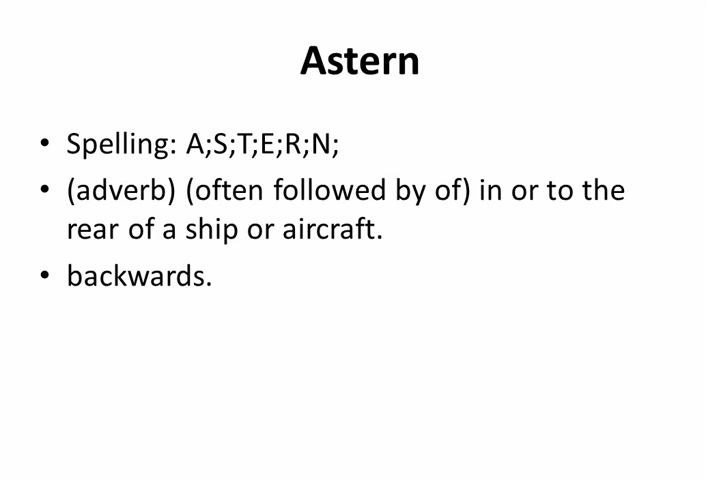 Astern
• Spelling: A;S;T;E;R;N;
• (adverb) (often followed by of) in or to the
rear of a ship or aircraft.
• backwards.